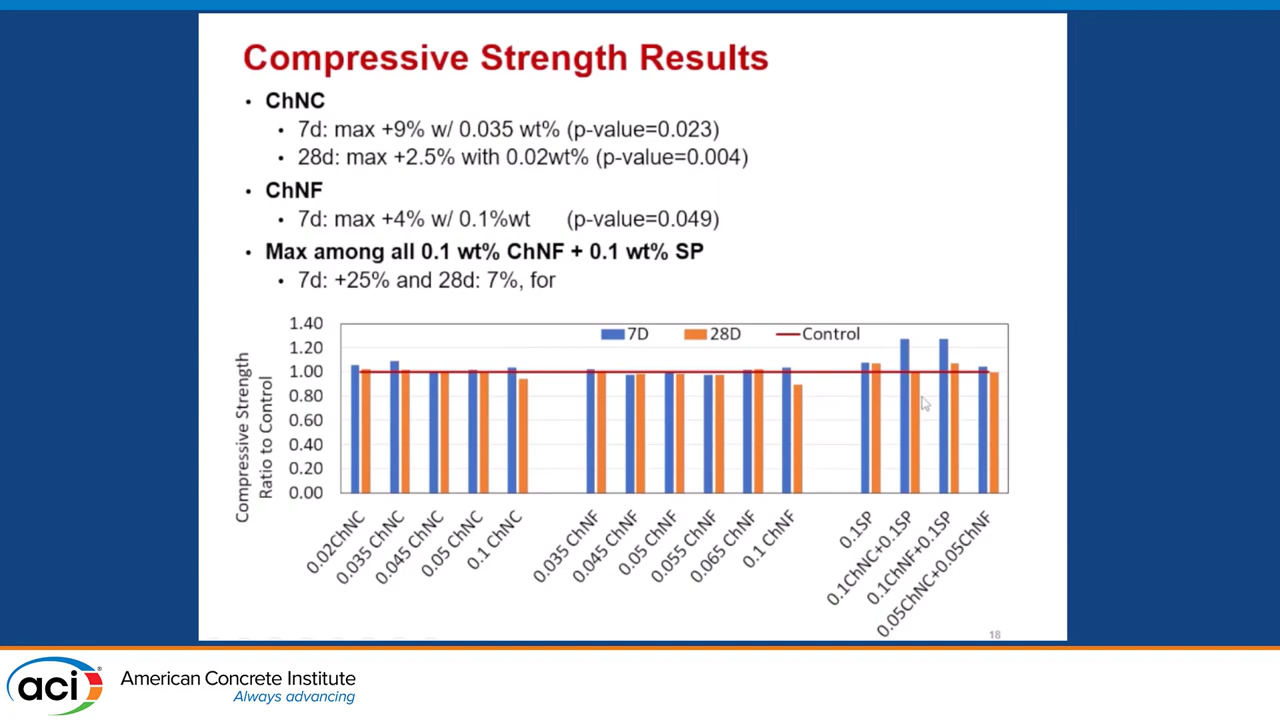 Compressive Strength Results
• ChNC
• 7d: max +9% w/ 0.035 wt% (p-value=0.023)
• 28d: max +2.5% with 0.02wt% (p-value=0.004)
• ChNF
• 7d: max +4% w/ 0.1%wt (p-value=0.049)
• Max among all 0.1 wt% ChNF + 0.1 wt% SP
• 7d: +25% and 28d: 7%, for
Compressive Strength
Ratio to Control
1.40
1.20
1.00
0.80
0.60
0.40
0.20
0.00
7D 28D Control
0.02ChNC
0.035 ChNC
0.045 ChNC
0.05 ChNC
0.1 ChNC
0.035 ChNF
0.045 ChNF
0.05 ChNF
0.055 ChNF
0.065 ChNF
0.1 ChNF
0.1SP
0.1ChNC+0.1SP
0.1ChNF+0.1SP
0.05ChNC+0.05ChNF
18
aci®
American Concrete Institute
Always advancing